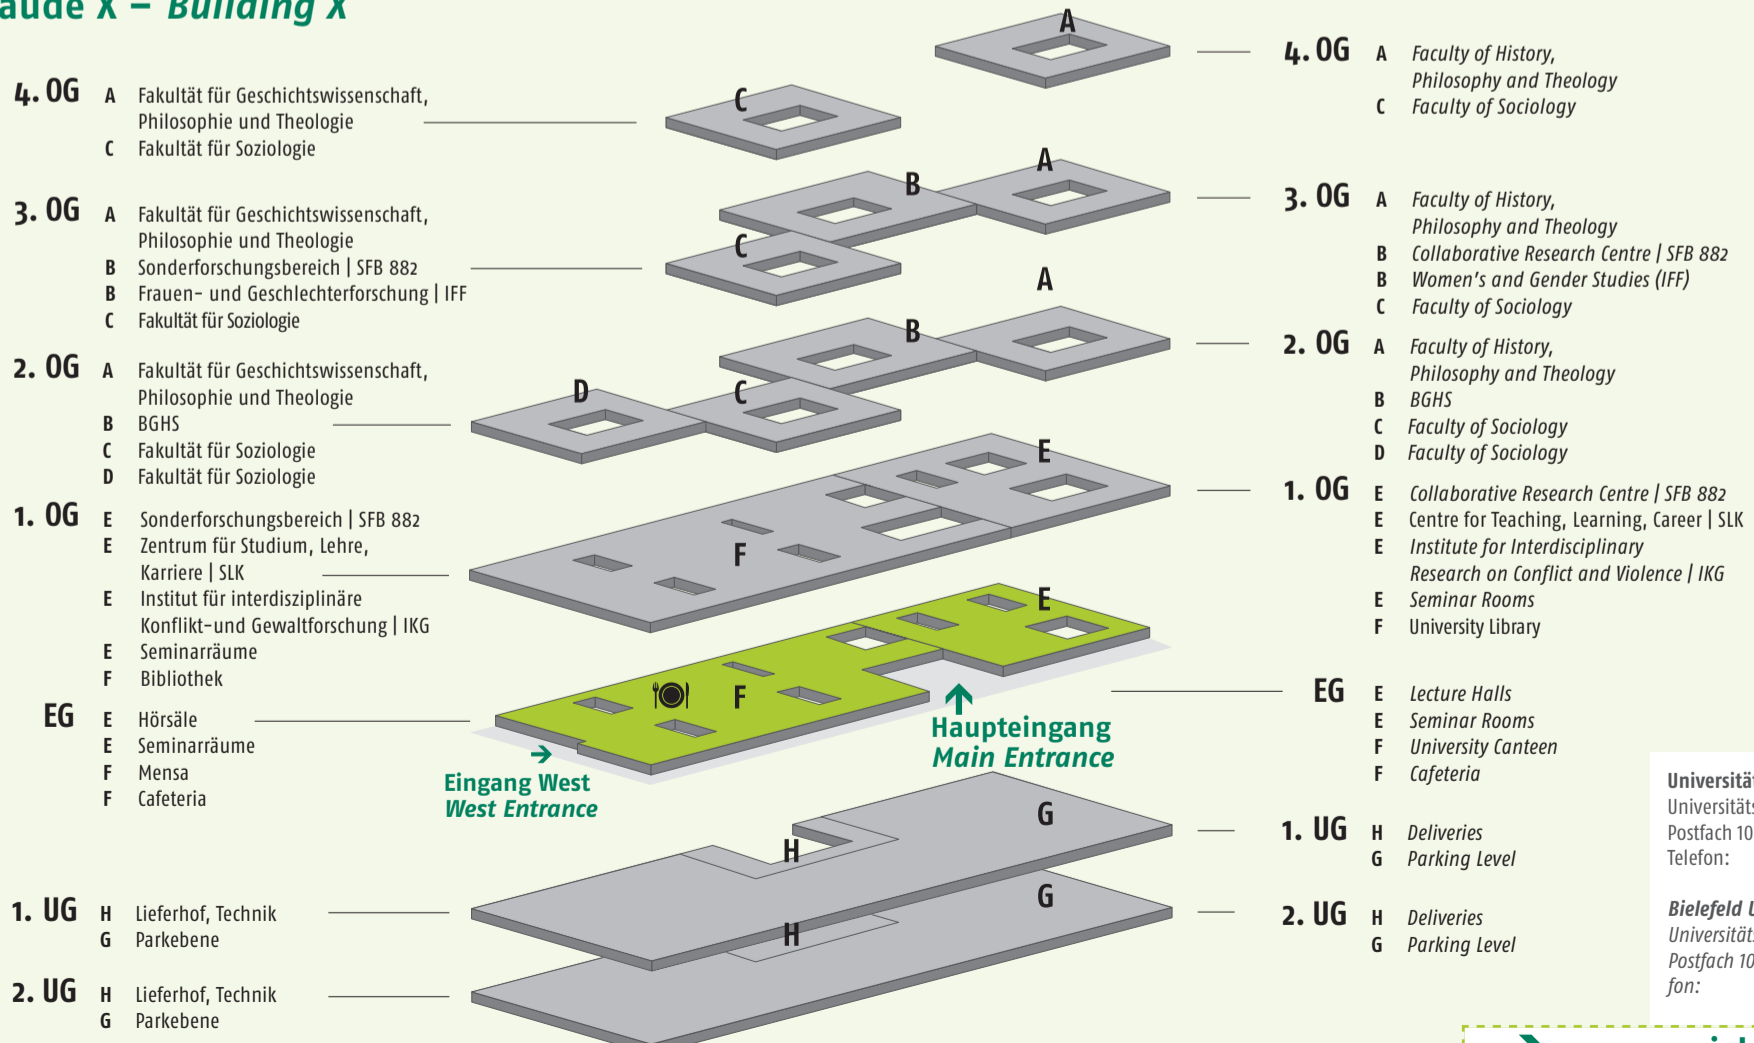 Building X
4. OG A Fakultät für Geschichtswissenschaft,
Philosophie und Theologie
C Fakultät für Soziologie
3. OG A Fakultät für Geschichtswissenschaft,
Philosophie und Theologie
B Sonderforschungsbereich | SFB 882
B Frauen- und Geschlechterforschung | IFF
C Fakultät für Soziologie
2. OG A Fakultät für Geschichtswissenschaft,
Philosophie und Theologie
B BGHS
C Fakultät für Soziologie
D Fakultät für Soziologie
1. OG E Sonderforschungsbereich | SFB 882
E Zentrum für Studium, Lehre,
Karriere | SLK
E Institut für interdisziplinäre
Konflikt-und Gewaltforschung | IKG
E Seminarräume
F Bibliothek
EG E Hörsäle
E Seminarräume
F Mensa
F Cafeteria
1. UG H Lieferhof, Technik
G Parkebene
2. UG H Lieferhof, Technik
G Parkebene
A
C
A
B
C
A
B
C
D
E
F
E
F
Haupteingang
Main Entrance
Eingang West
West Entrance
G
H
G
H
4. OG A Faculty of History,
Philosophy and Theology
C Faculty of Sociology
3. OG A Faculty of History,
Philosophy and Theology
B Collaborative Research Centre | SFB 882
B Women's and Gender Studies (IFF)
C Faculty of Sociology
2. OG A Faculty of History,
Philosophy and Theology
B BGHS
C Faculty of Sociology
D Faculty of Sociology
1. OG E Collaborative Research Centre | SFB 882
E Centre for Teaching, Learning, Career | SLK
E Institute for Interdisciplinary
Research on Conflict and Violence | IKG
E Seminar Rooms
F University Library
EG E Lecture Halls
E Seminar Rooms
F University Canteen
F Cafeteria
1. UG H Deliveries
G Parking Level
2. UG H Deliveries
G Parking Level
Postfach 10
Telefon:
Bielefeld U
Postfach 10
fon: